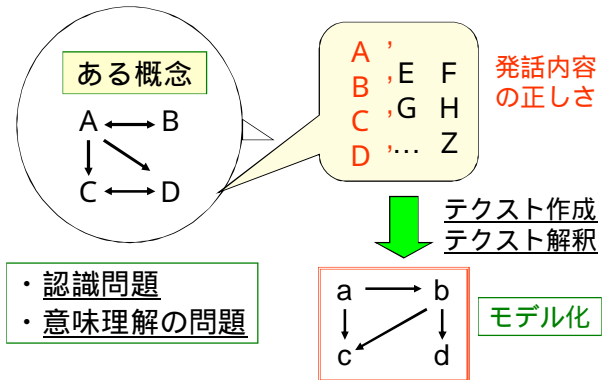 ある概念
A B
C D
A ,
B , E F
C , G H
D , … Z
発話内容
の正しさ
テクスト作成
テクスト解釈
・認識問題
・意味理解の問題
a b
c d
モデル化